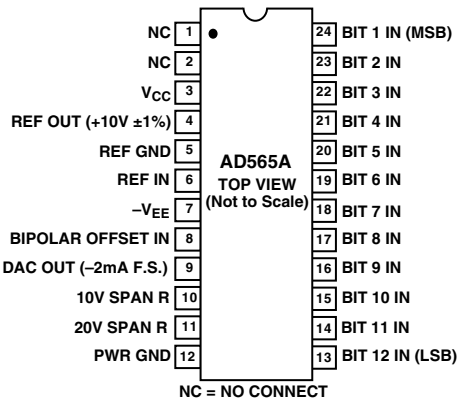 NC 1
NC 2
VCC 3
REF OUT (+10V ±1%) 4
REF GND 5
REF IN 6
–VEE 7
BIPOLAR OFFSET IN 8
DAC OUT (–2mA F.S.) 9
10V SPAN R 10
20V SPAN R 11
PWR GND 12
AD565A
TOP VIEW
(Not to Scale)
24 BIT 1 IN (MSB)
23 BIT 2 IN
22 BIT 3 IN
21 BIT 4 IN
20 BIT 5 IN
19 BIT 6 IN
18 BIT 7 IN
17 BIT 8 IN
16 BIT 9 IN
15 BIT 10 IN
14 BIT 11 IN
13 BIT 12 IN (LSB)
NC = NO CONNECT